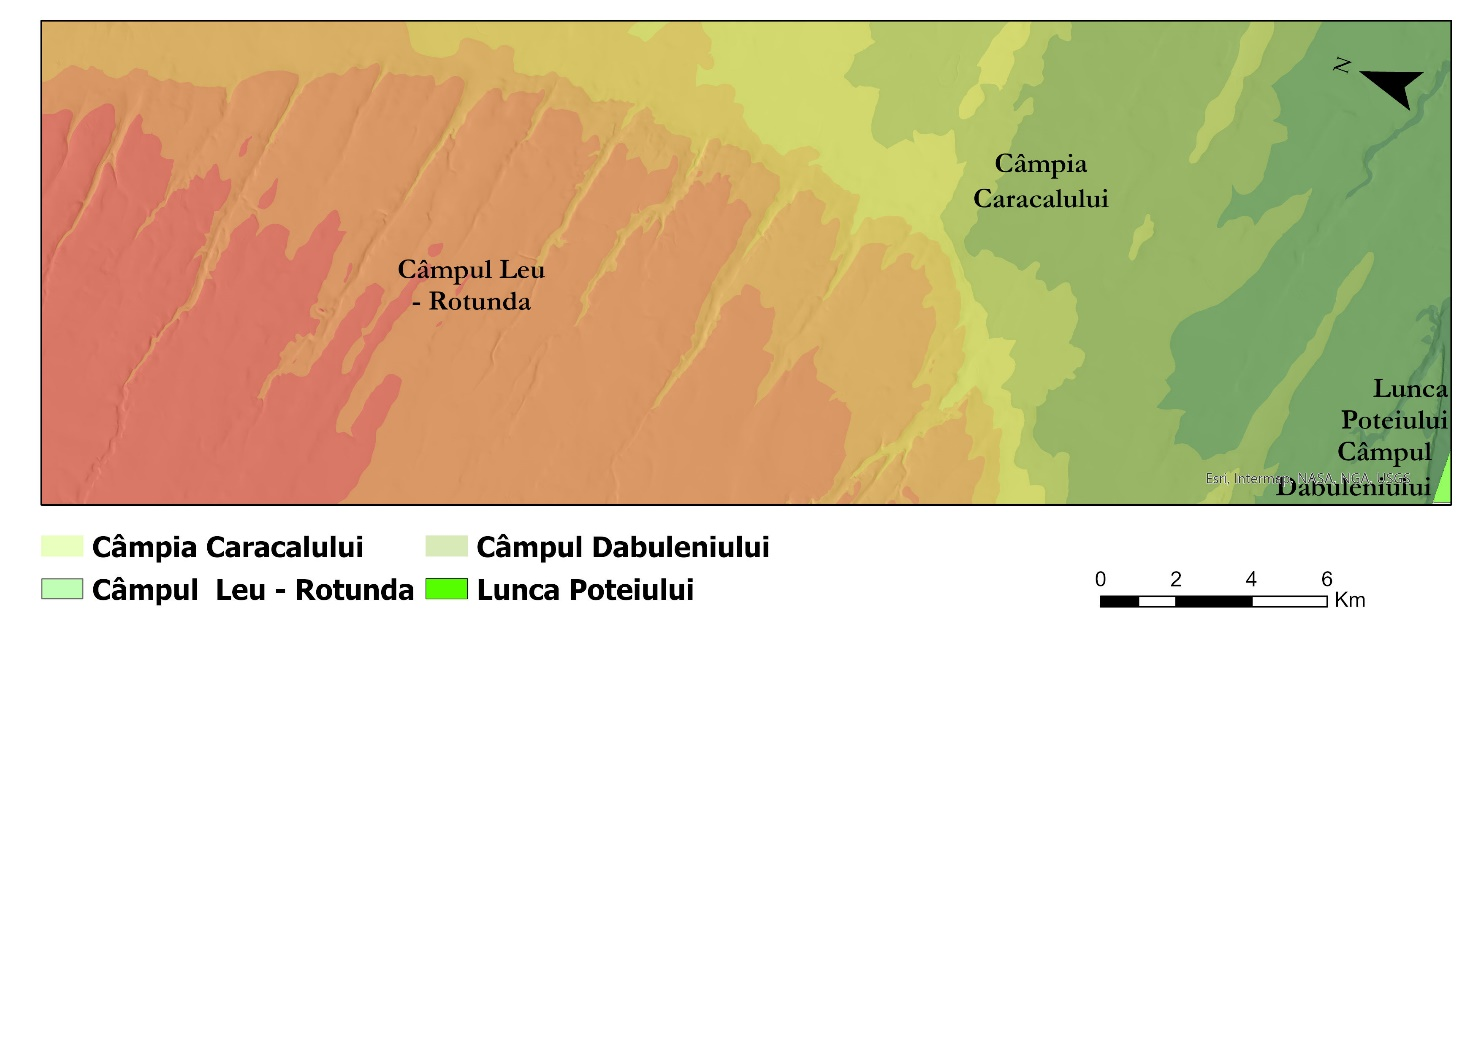 N
Câmpia
Caracalului
Câmpul Leu
- Rotunda
Lunca
Poteiului
Câmpul
Dabuleniului
Esri, Intermap, NASA, NGA, USGS
Câmpia Caracalului
Câmpul Dabuleniului
Câmpul  Leu - Rotunda
Lunca Poteiului
0 2 4 6
Km